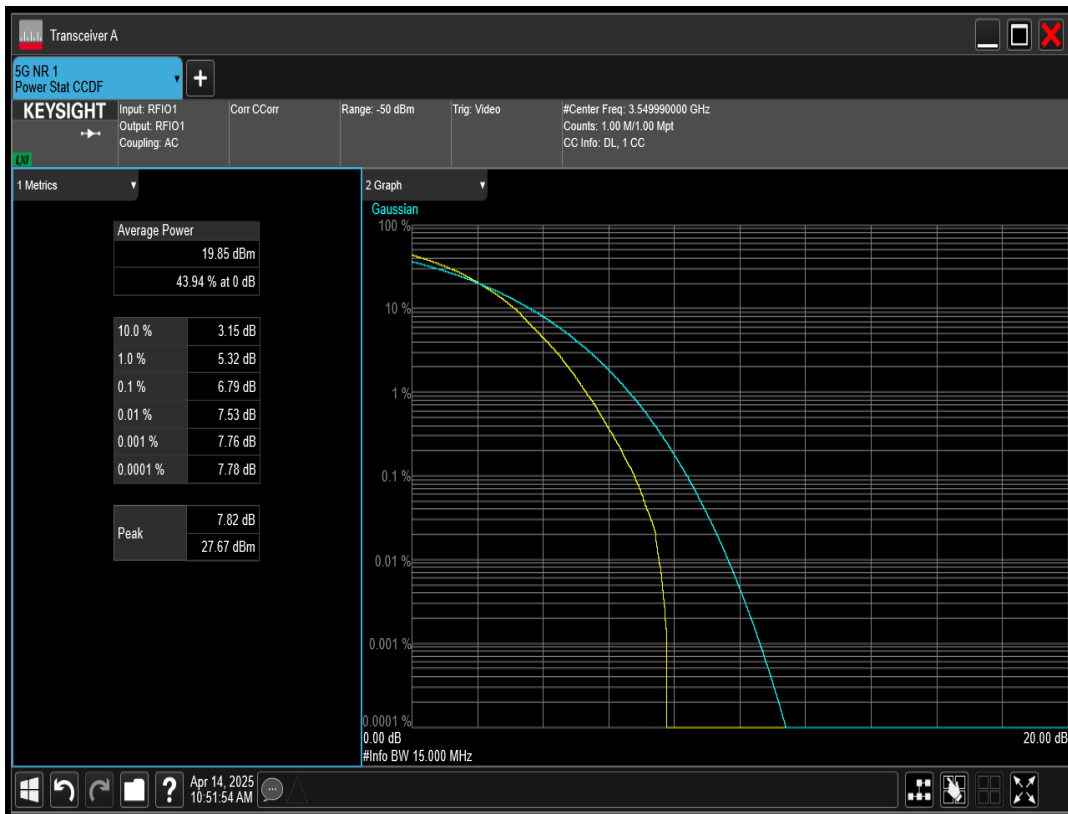 Transceiver A
5G NR 1
Power Stat CCDF
+
KEYSIGHT
LXI
Input: RFIO1
Output: RFIO1
Coupling: AC
Corr CCorr
Range: -50 dBm
Trig: Video
#Center Freq: 3.549990000 GHz
Counts: 1.00 M/1.00 Mpt
CC Info: DL, 1 CC
1 Metrics
Average Power
19.85 dBm
43.94 % at 0 dB
10.0 % 3.15 dB
1.0 % 5.32 dB
0.1 % 6.79 dB
0.01 % 7.53 dB
0.001 % 7.76 dB
0.0001 % 7.78 dB
Peak 7.82 dB
27.67 dBm
2 Graph
Gaussian
100 %
10 %
1 %
0.1 %
0.01 %
0.001 %
0.0001 %
0.00 dB 20.00 dB
#Info BW 15.000 MHz
?
Apr 14, 2025
10:51:54 AM